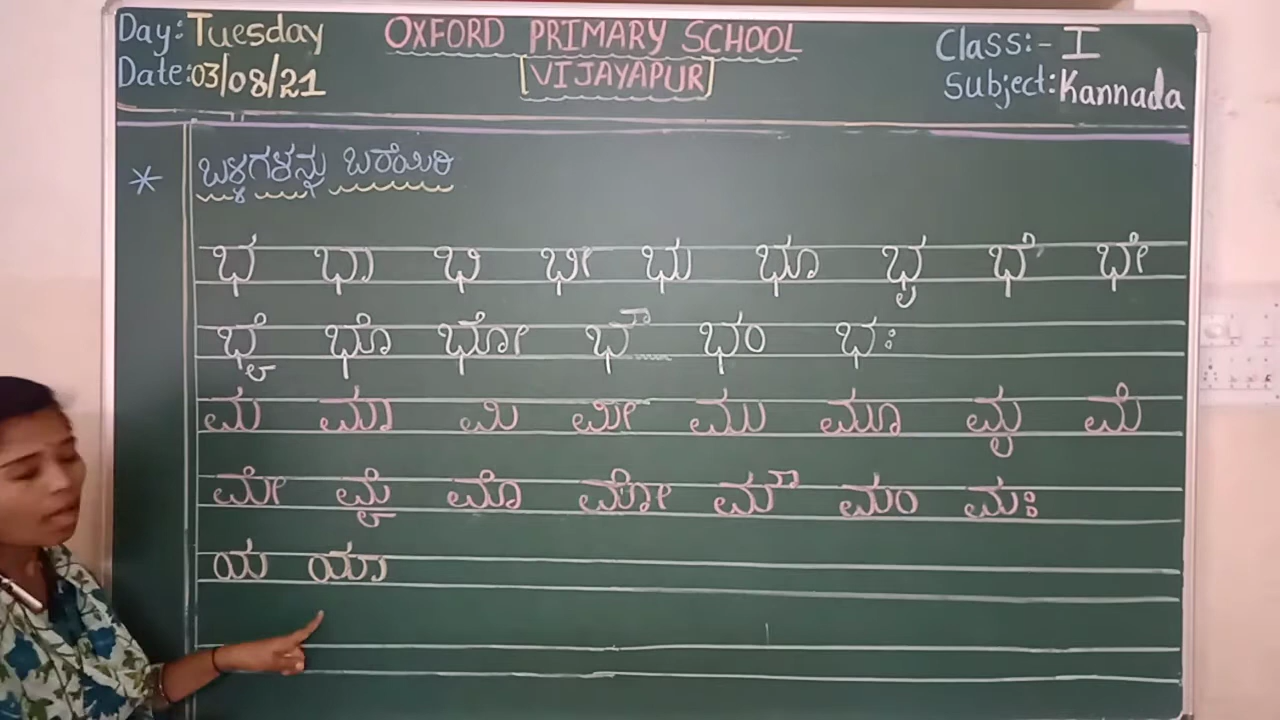 Day: Tuesday
OXFORD PRIMARY SCHOOL
Class:- I
Date: 03/08/21
[VIJAYAPUR]
Subject: Kannada
* ಬಳ್ಳಿಗಳನ್ನು ಬರೆಯಿರಿ
ಭ ಭಾ ಭಿ ಭೀ ಭು ಭೂ ಭೃ ಭೆ ಭೇ
ಭೈ ಭೊ ಭೋ ಭೌ ಭಂ ಭಃ
ಮ ಮಾ ಮಿ ಮೀ ಮು ಮೂ ಮೃ ಮೆ
ಮೇ ಮೈ ಮೊ ಮೋ ಮೌ ಮಂ ಮಃ
ಯ ಯಾ